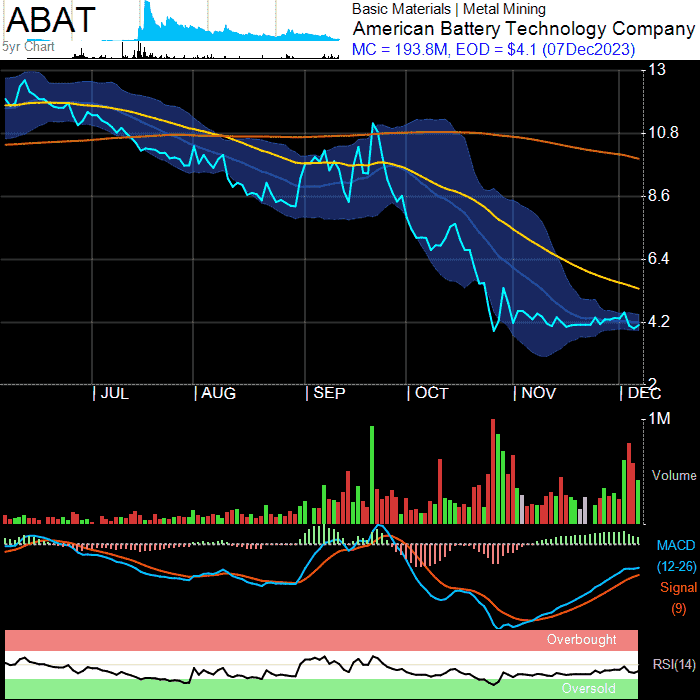 ABAT
5yr Chart
Basic Materials | Metal Mining
American Battery Technology Company
MC = 193.8M, EOD = $4.1 (07Dec2023)
13
10.8
8.6
6.4
4.2
2
| JUL | AUG | SEP | OCT | NOV | DEC
1M
Volume
MACD
(12-26)
Signal
(9)
Overbought
RSI(14)
Oversold